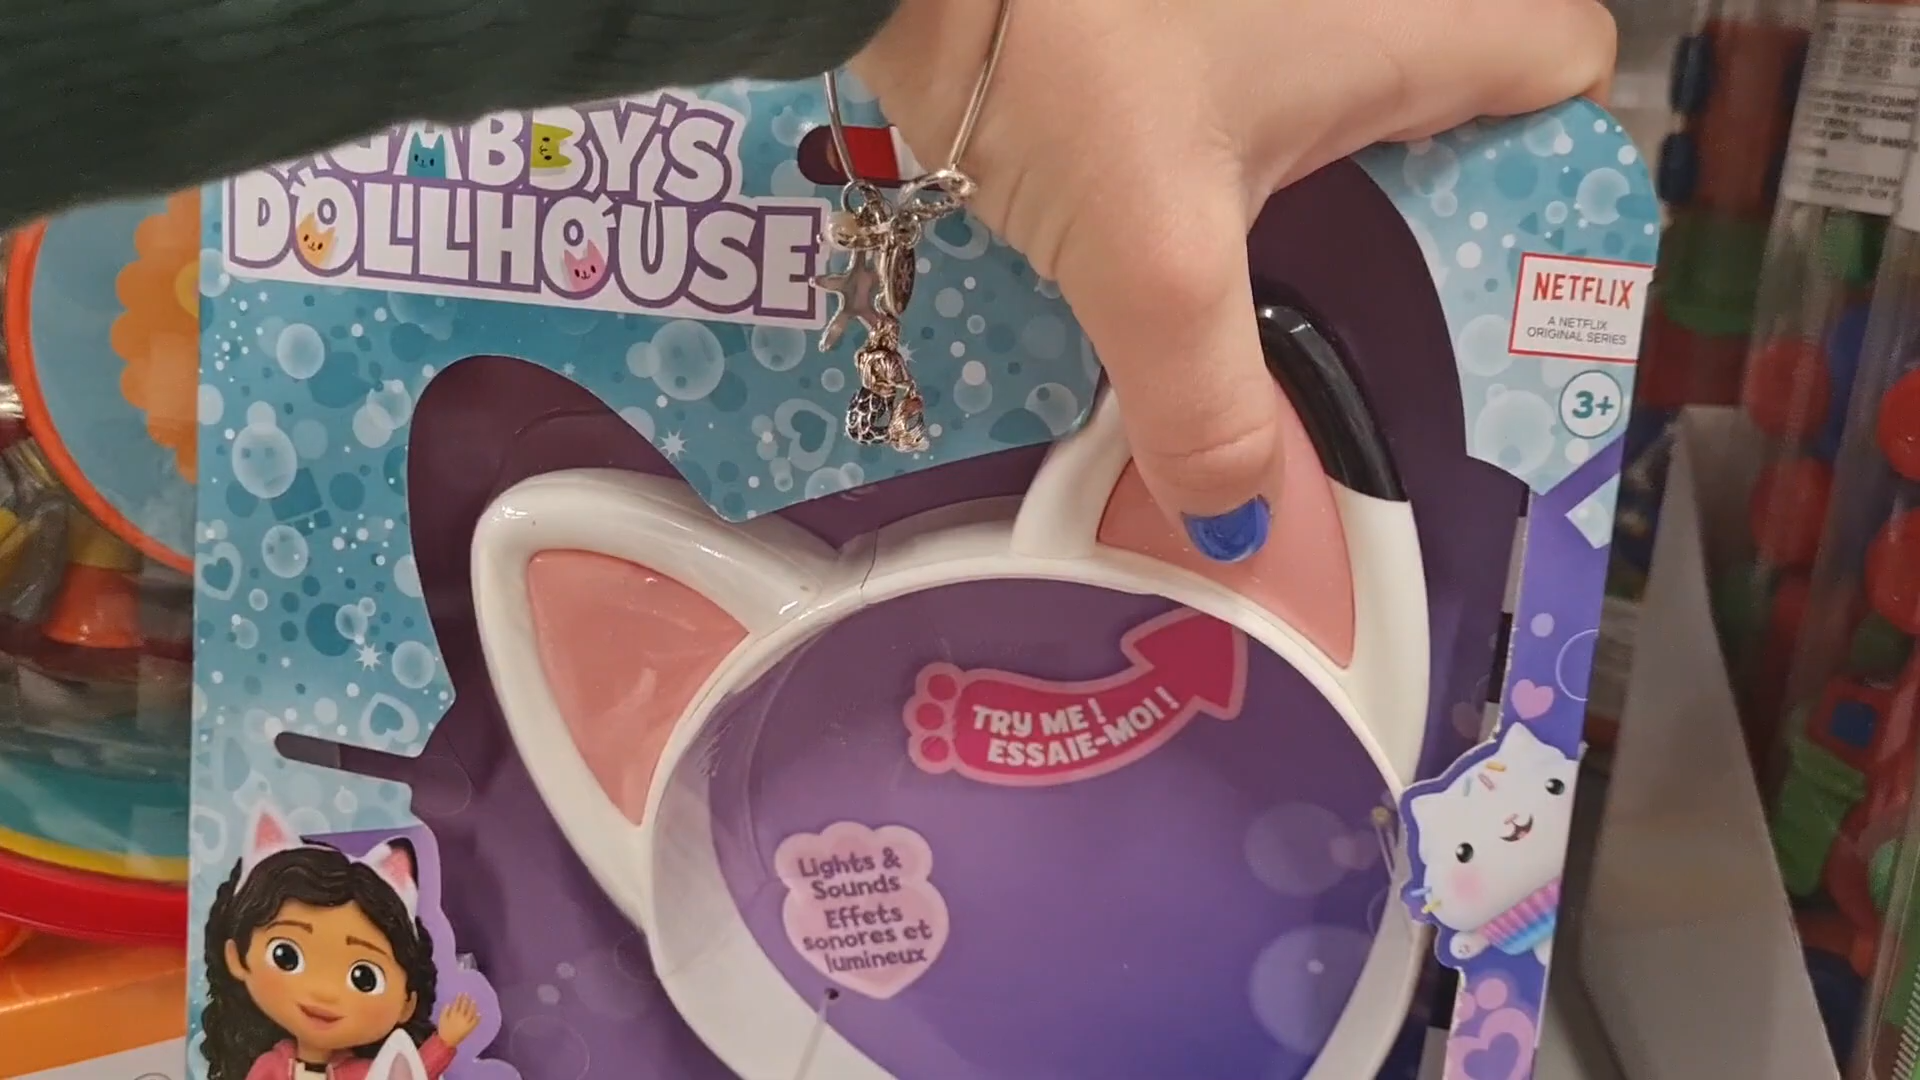 GABBY'S
DOLLHOUSE
NETFLIX
A NETFLIX
ORIGINAL SERIES
3+
TRY ME!
ESSAIE-MOI!
Lights &
Sounds
Effets
sonores et
lumineux